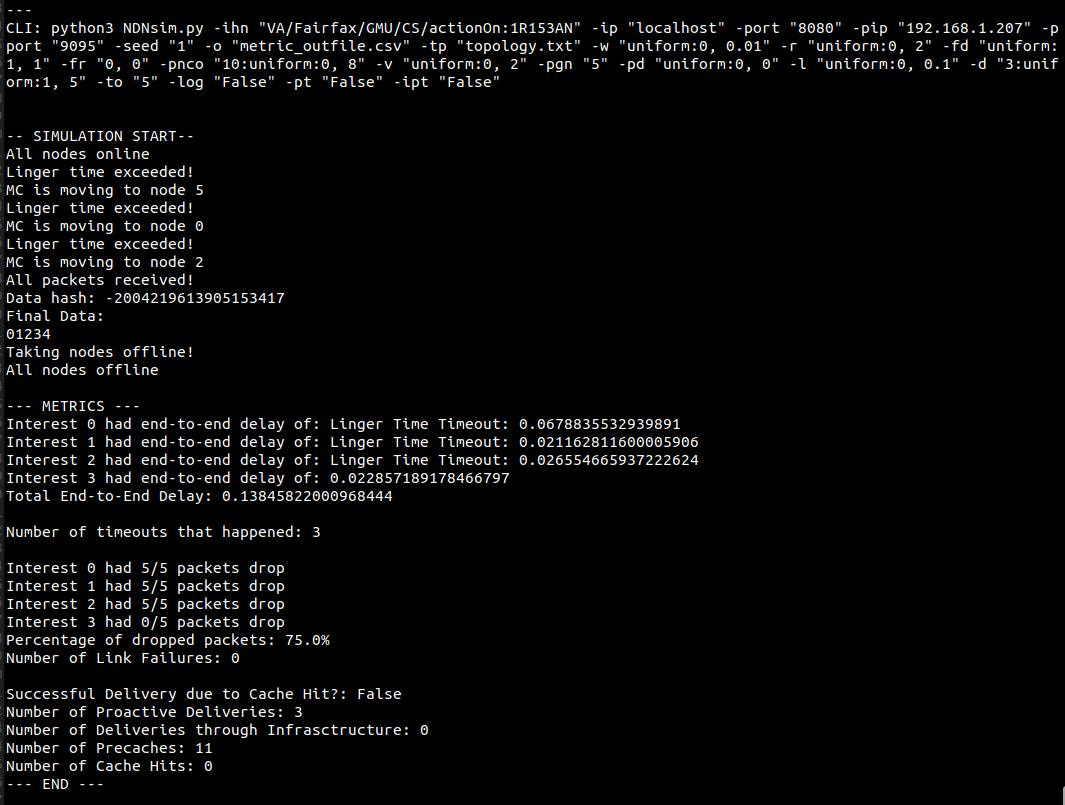 ---
CLI: python3 NDNsim.py -ihn "VA/Fairfax/GMU/CS/actionOn:1R153AN" -ip "localhost" -port "8080" -pip "192.168.1.207" -p
port "9095" -seed "1" -o "metric_outfile.csv" -tp "topology.txt" -w "uniform:0, 0.01" -r "uniform:0, 2" -fd "uniform:
1, 1" -fr "0, 0" -pnco "10:uniform:0, 8" -v "uniform:0, 2" -pgn "5" -pd "uniform:0, 0" -l "uniform:0, 0.1" -d "3:unif
orm:1, 5" -to "5" -log "False" -pt "False" -ipt "False"
-- SIMULATION START--
All nodes online
Linger time exceeded!
MC is moving to node 5
Linger time exceeded!
MC is moving to node 0
Linger time exceeded!
MC is moving to node 2
All packets received!
Data hash: -2004219613905153417
Final Data:
01234
Taking nodes offline!
All nodes offline
--- METRICS ---
Interest 0 had end-to-end delay of: Linger Time Timeout: 0.0678835532939891
Interest 1 had end-to-end delay of: Linger Time Timeout: 0.021162811600005906
Interest 2 had end-to-end delay of: Linger Time Timeout: 0.026554665937222624
Interest 3 had end-to-end delay of: 0.022857189178466797
Total End-to-End Delay: 0.13845822000968444
Number of timeouts that happened: 3
Interest 0 had 5/5 packets drop
Interest 1 had 5/5 packets drop
Interest 2 had 5/5 packets drop
Interest 3 had 0/5 packets drop
Percentage of dropped packets: 75.0%
Number of Link Failures: 0
Successful Delivery due to Cache Hit?: False
Number of Proactive Deliveries: 3
Number of Deliveries through Infrasctructure: 0
Number of Precaches: 11
Number of Cache Hits: 0
--- END ---